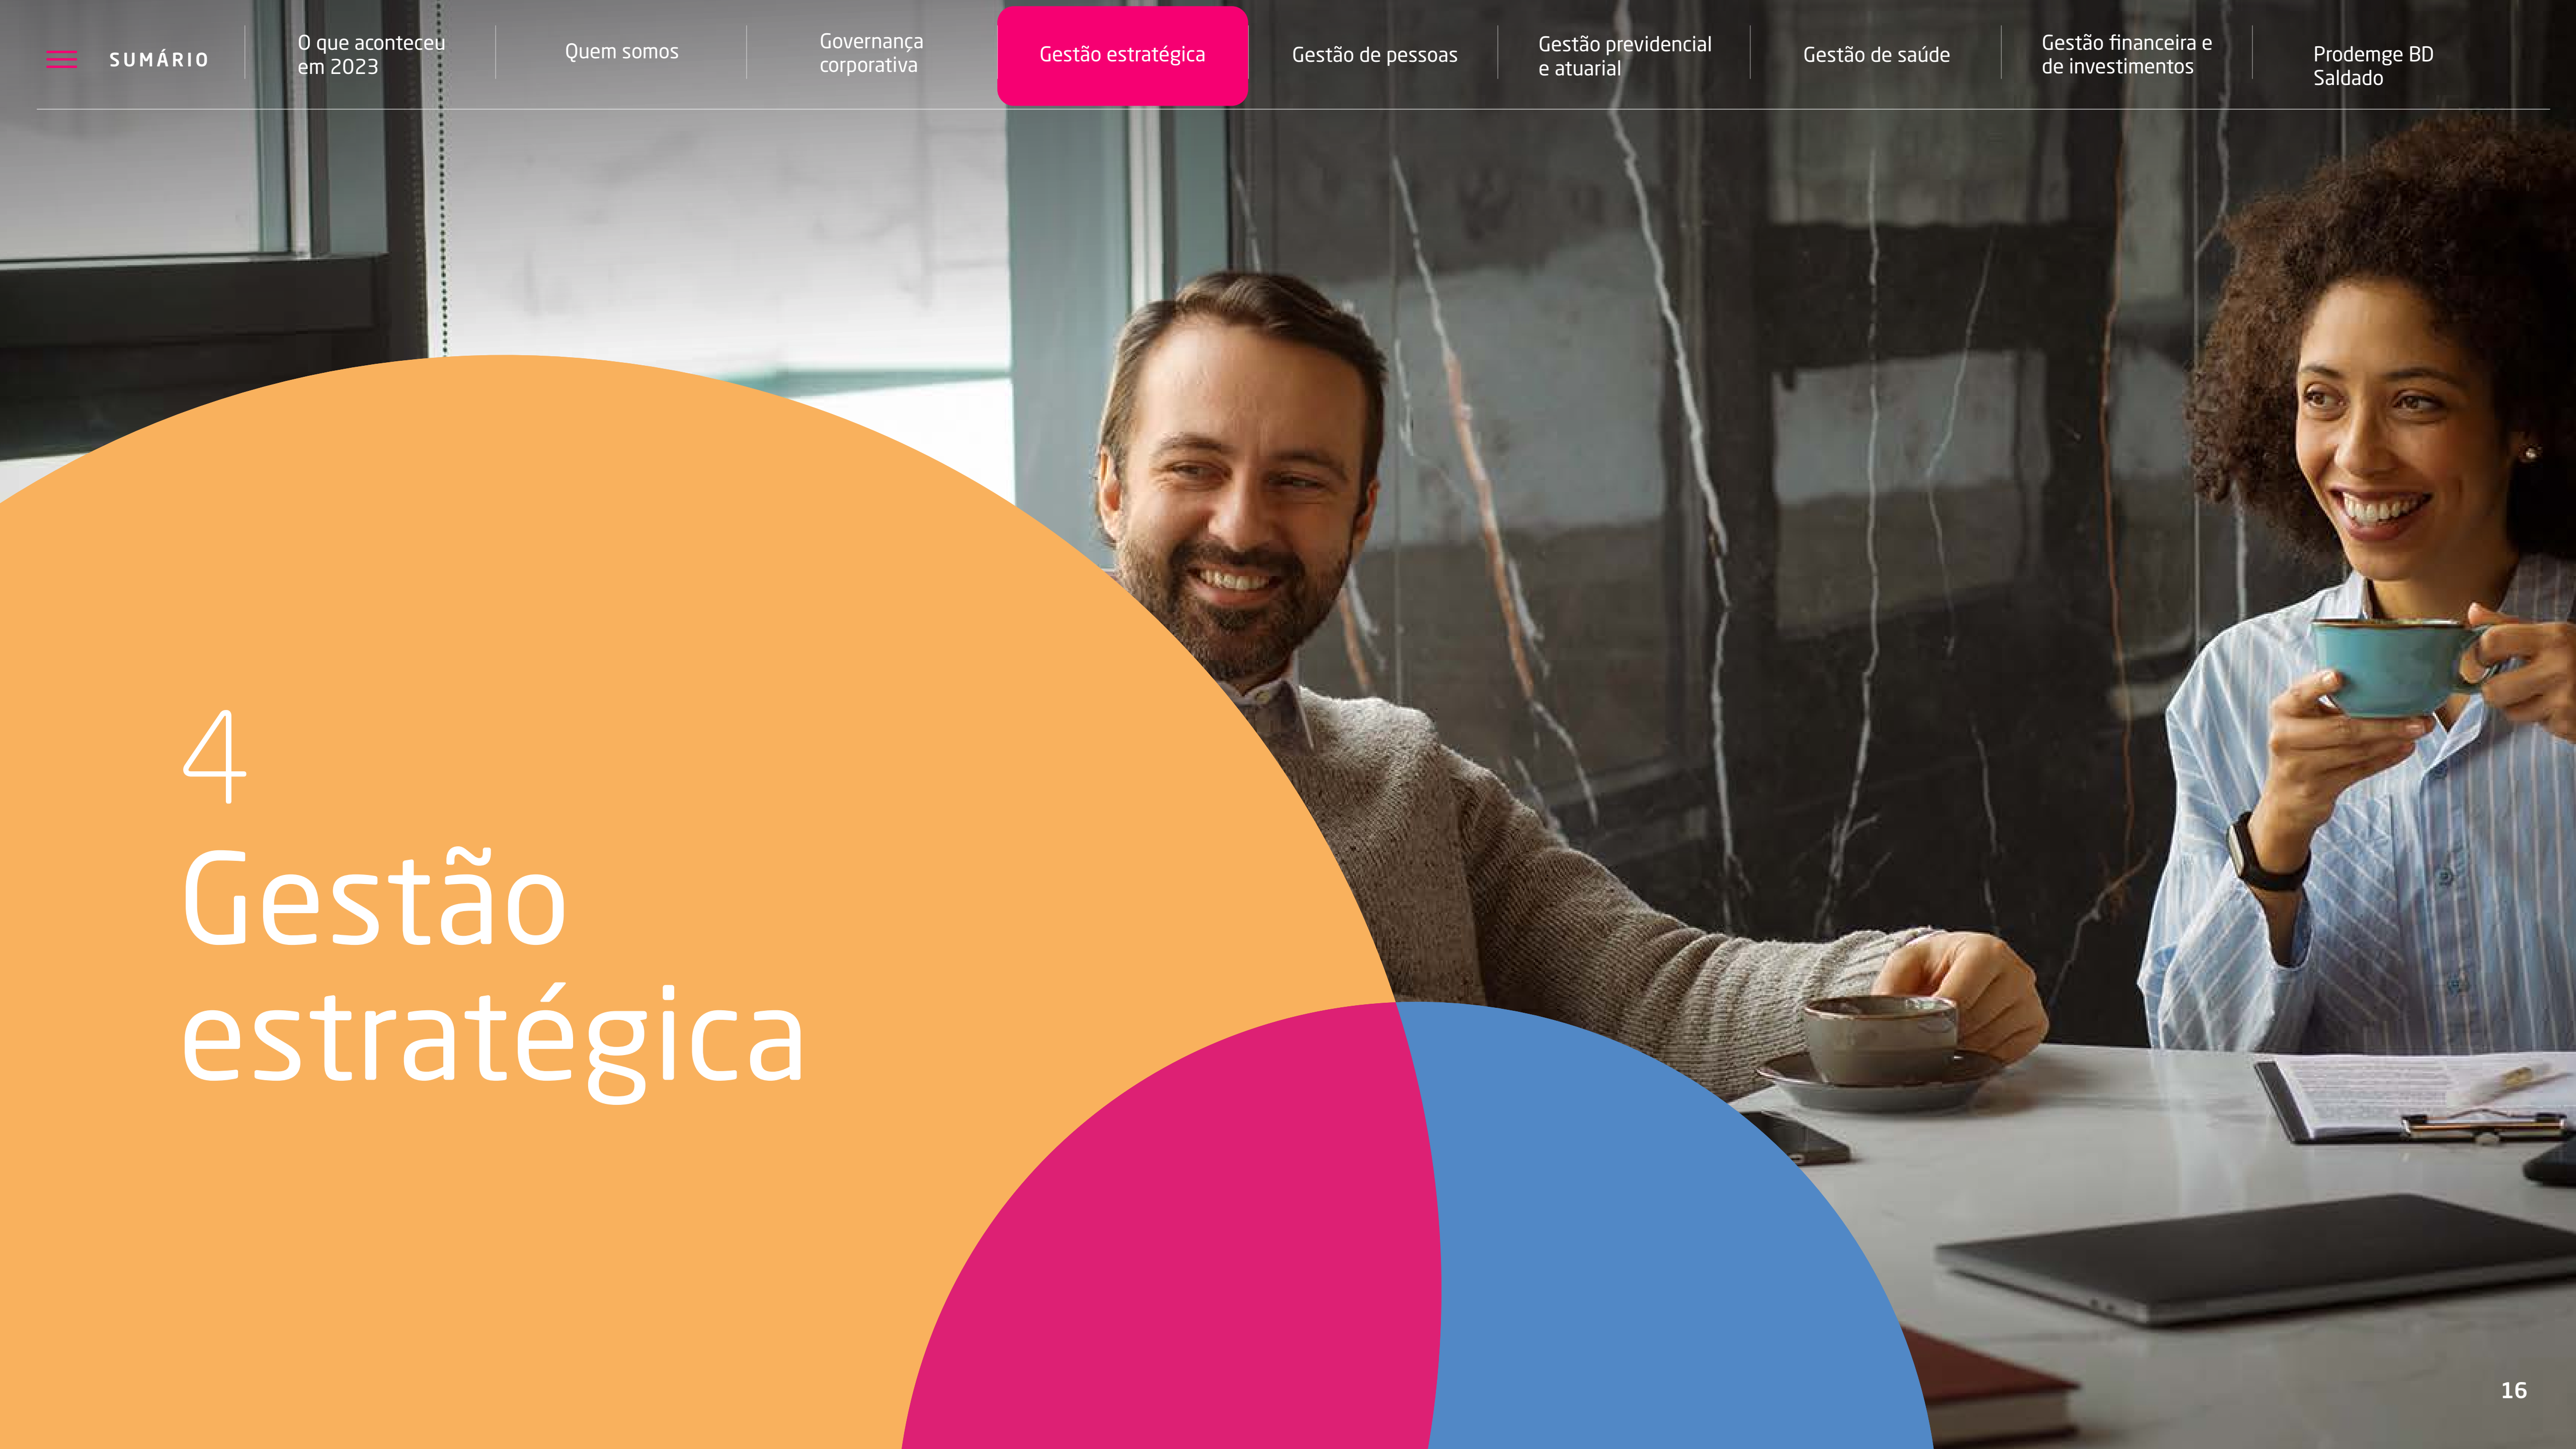 SUMÁRIO
O que aconteceu
em 2023
Quem somos
Governança
corporativa
Gestão estratégica
Gestão de pessoas
Gestão previdencial
e atuarial
Gestão de saúde
Gestão financeira e
de investimentos
Prodemge BD
Saldado
4
Gestão
estratégica
16